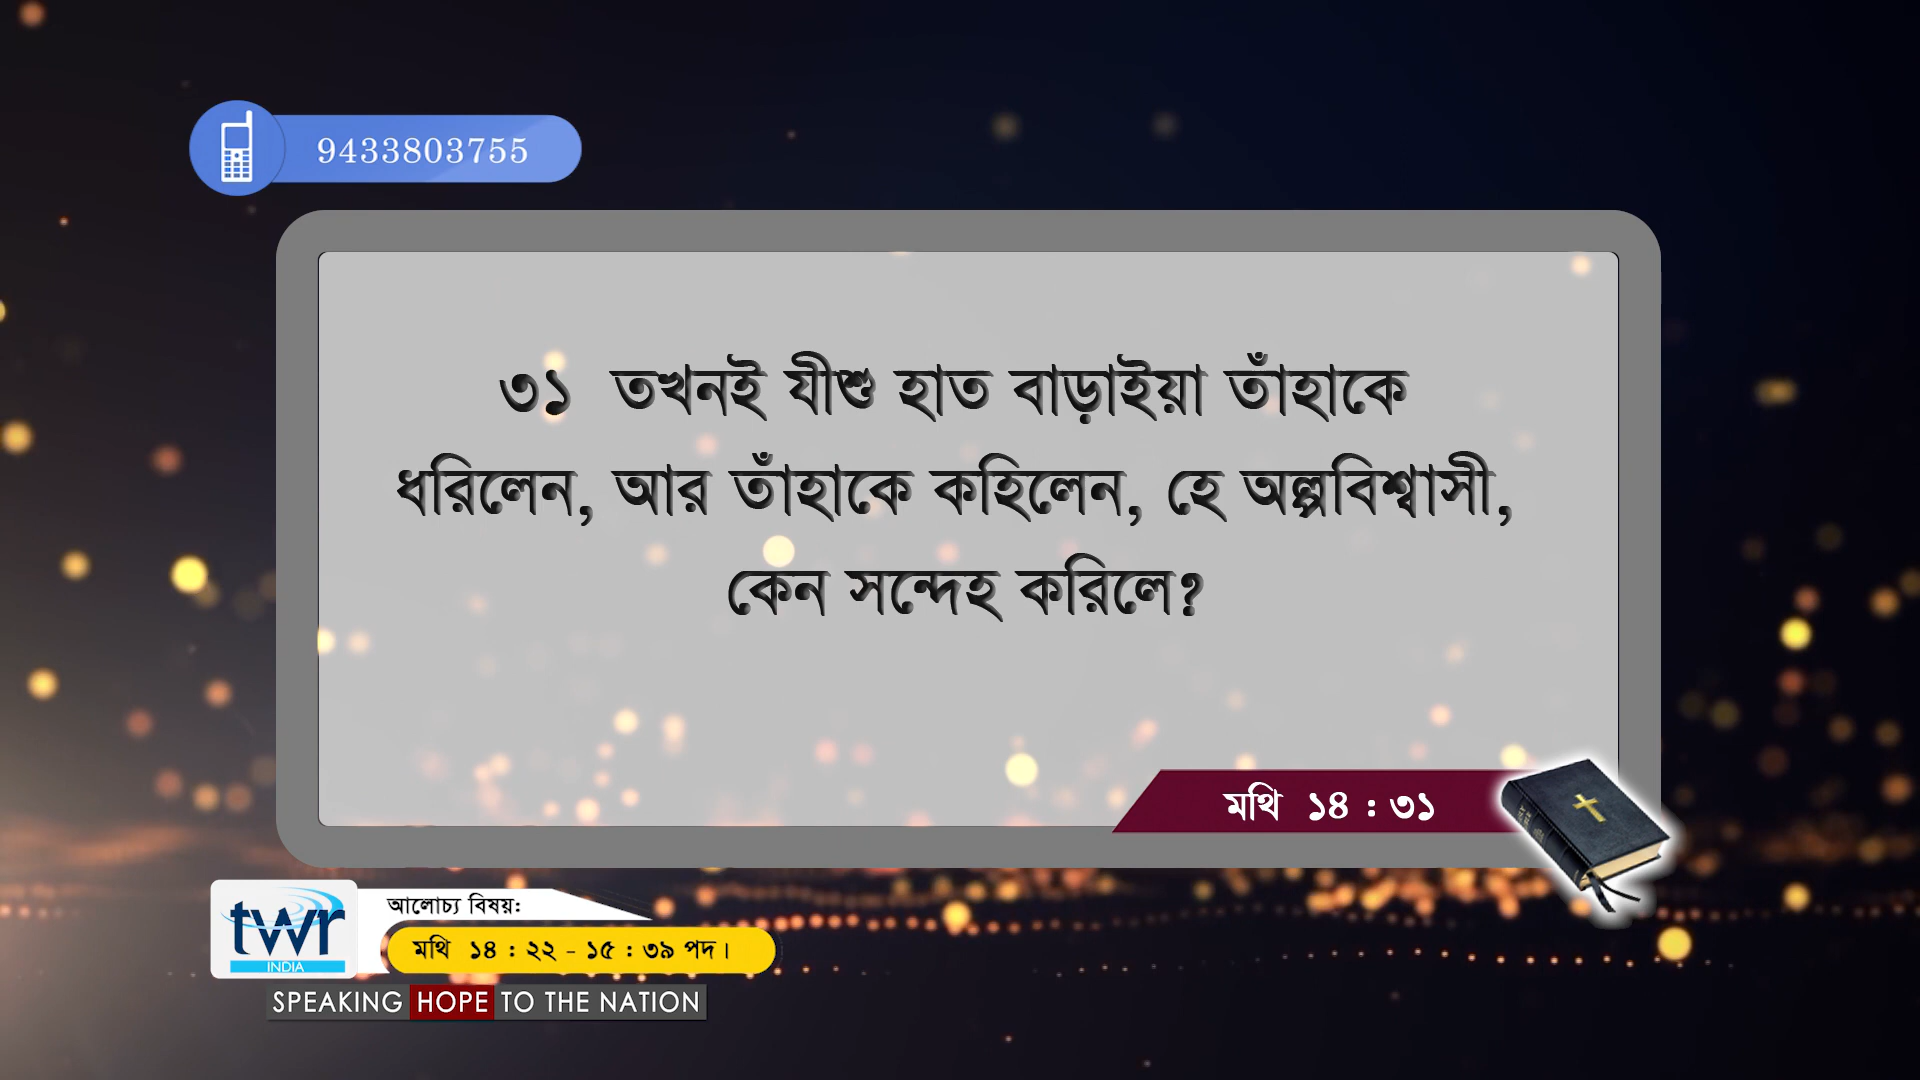 9433803755
৩১ তখনই যীশু হাত বাড়াইয়া তাঁহাকে
ধরিলেন, আর তাঁহাকে কহিলেন, হে অল্পবিশ্বাসী,
কেন সন্দেহ করিলে?
মথি ১৪ : ৩১
twr
INDIA
আলোচ্য বিষয়:
মথি ১৪ : ২২ - ১৫ : ৩৯ পদ।
SPEAKING HOPE TO THE NATION